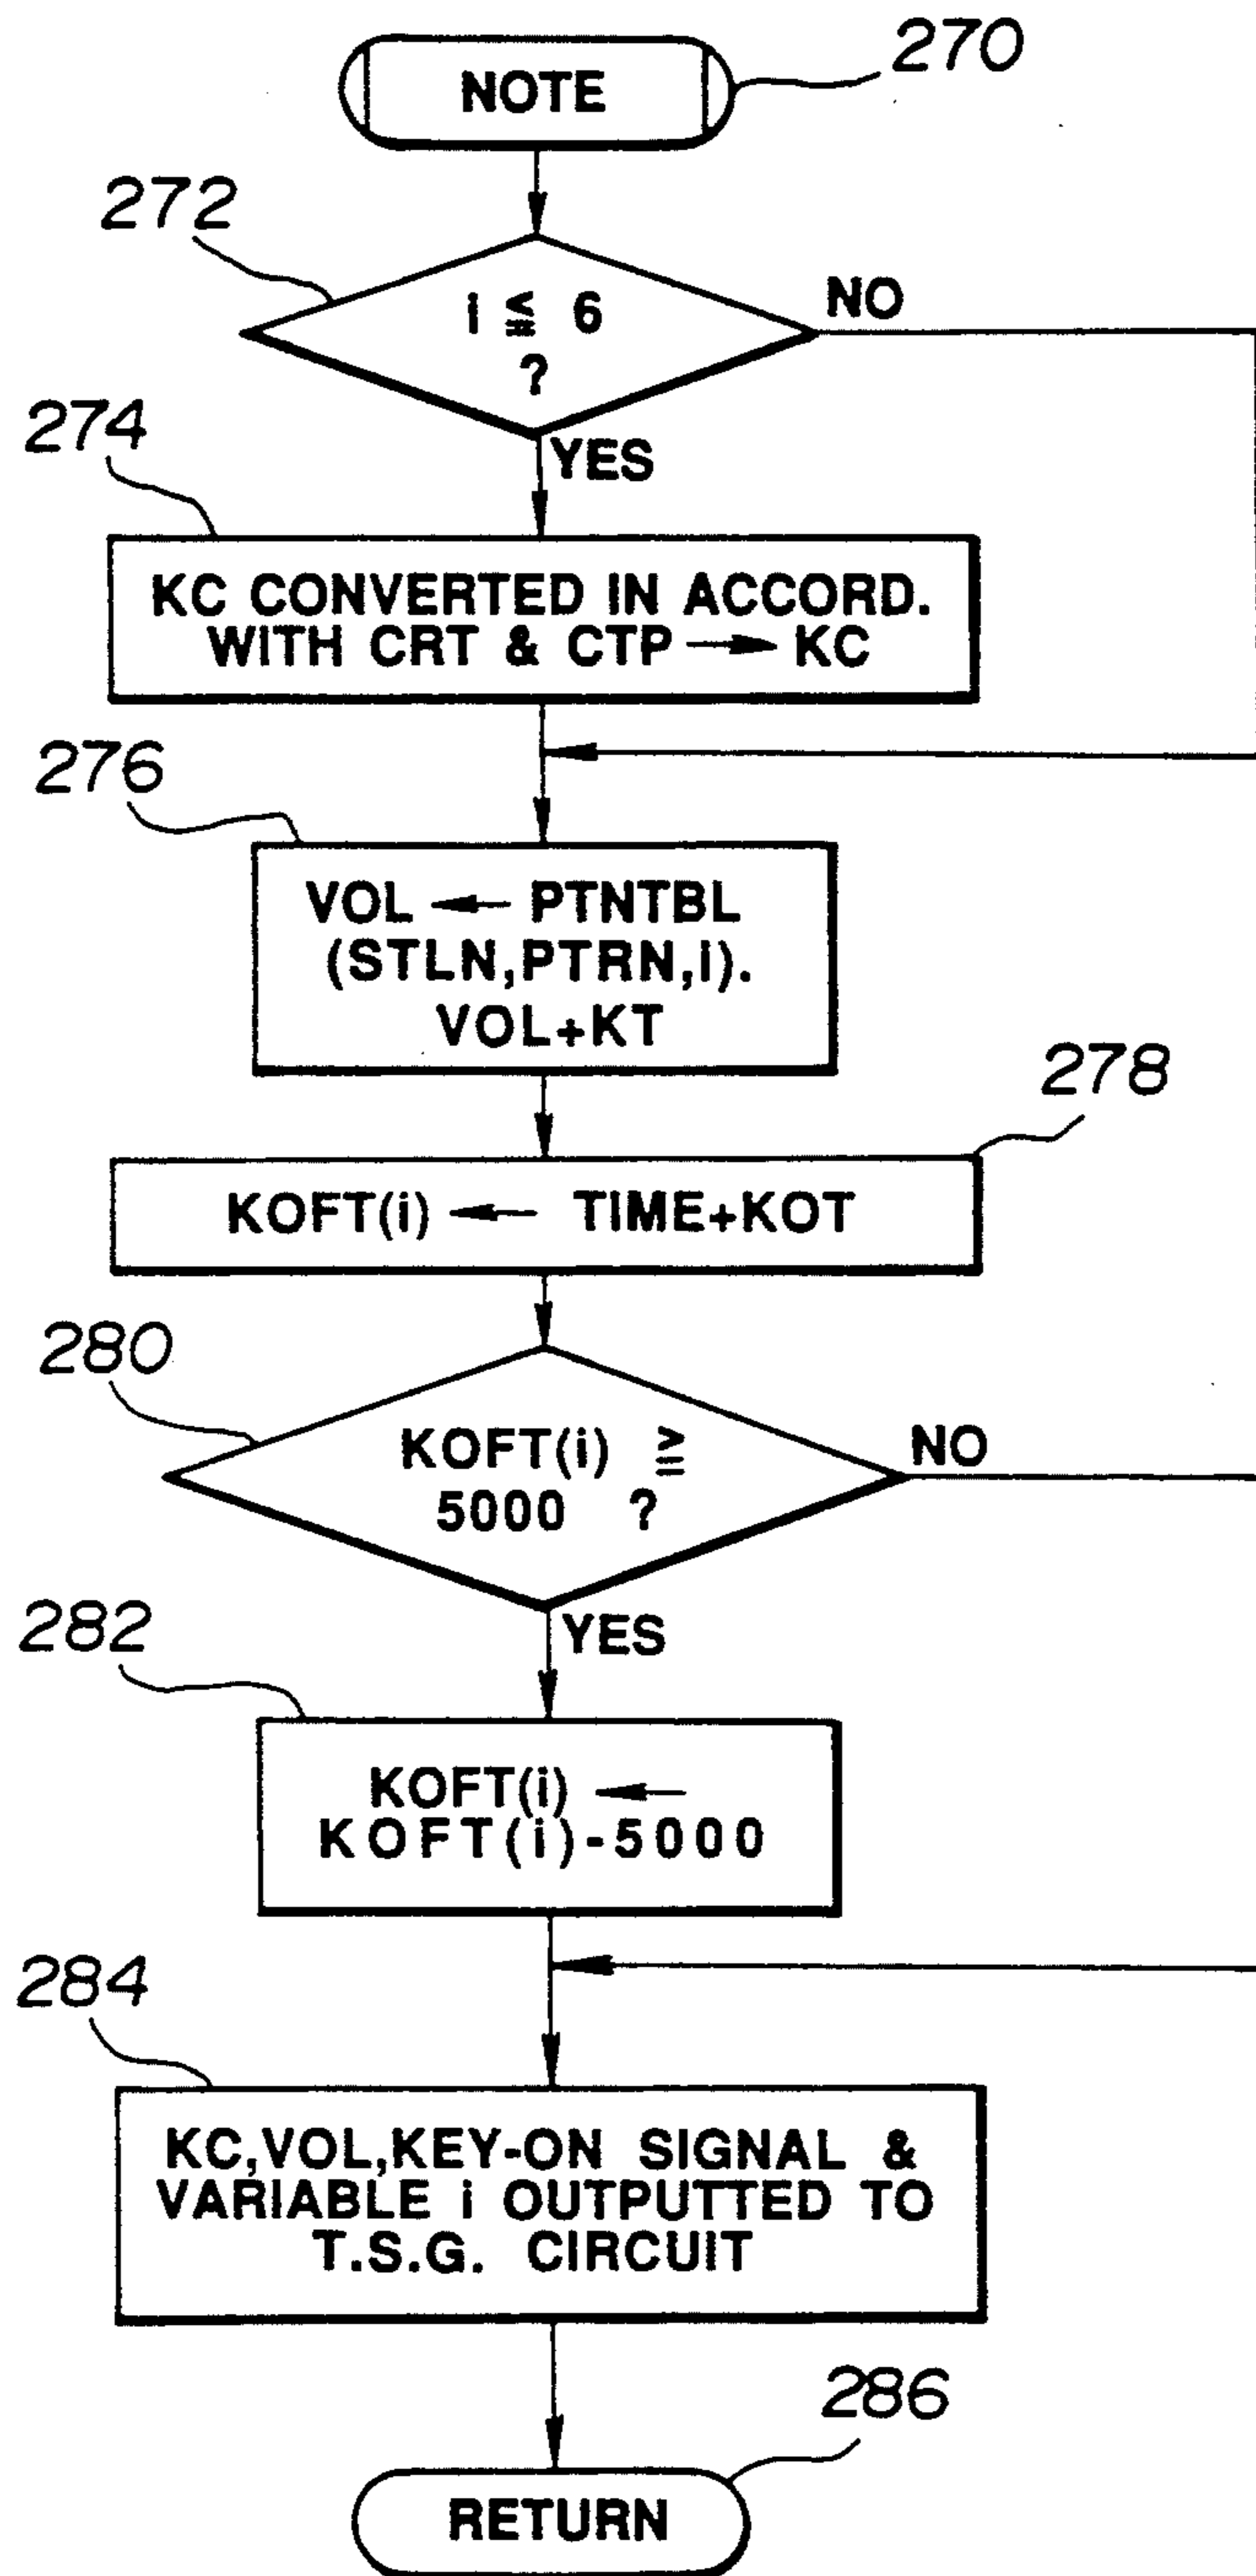 270
NOTE
272
i ≦ 6
?
NO
YES
274
KC CONVERTED IN ACCORD.
WITH CRT & CTP → KC
276
VOL ← PTNTBL
(STLN,PTRN,i).
VOL+KT
278
KOFT(i) ← TIME+KOT
280
KOFT(i) ≧
5000 ?
NO
YES
282
KOFT(i) ←
KOFT(i)-5000
284
KC,VOL,KEY-ON SIGNAL &
VARIABLE i OUTPUTTED TO
T.S.G. CIRCUIT
286
RETURN